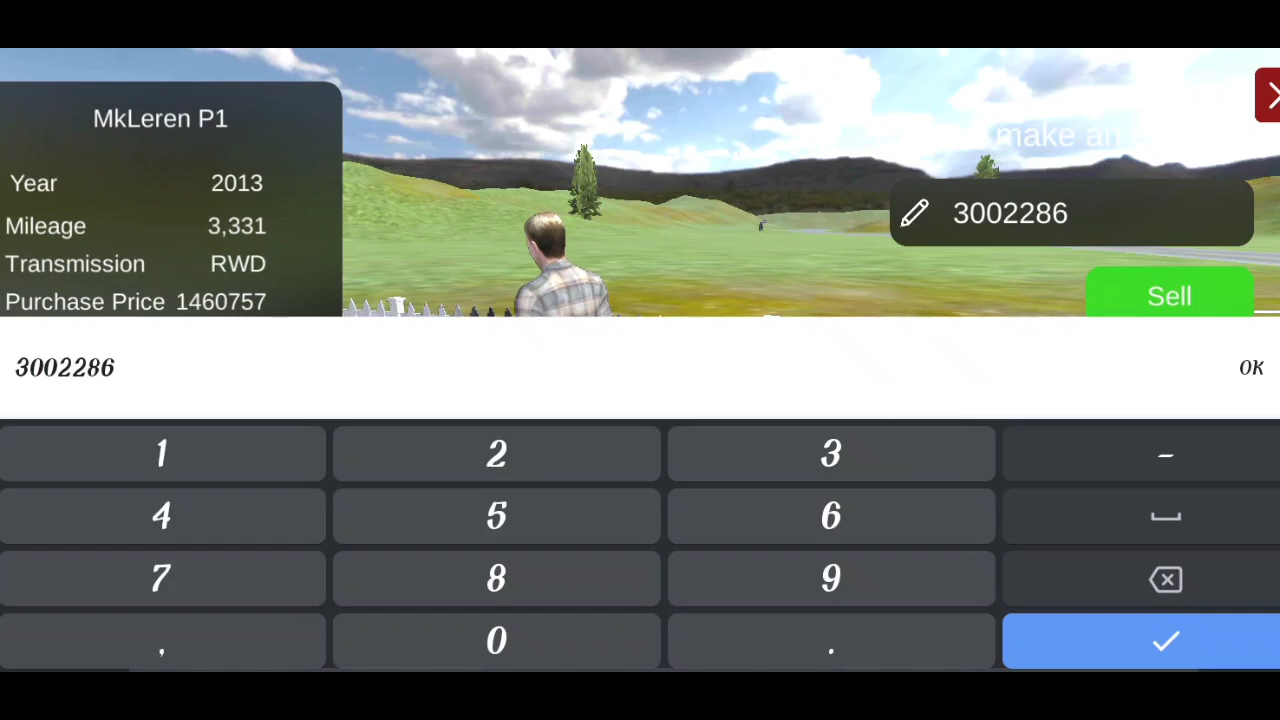 MkLeren P1
Year 2013
Mileage 3,331
Transmission RWD
Purchase Price 1460757
make an
3002286
Sell
3002286 OK
1 2 3 -
4 5 6
7 8 9
, 0 .